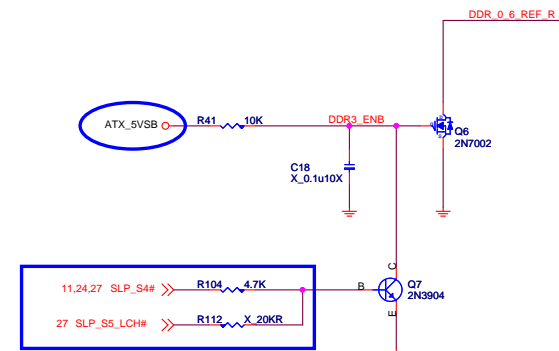 DDR_0_6_REF_R
ATX_5VSB R41 10K DDR3_ENB
Q6
2N7002
C18
X_0.1u10X
C
11,24,27 SLP_S4# R104 4.7K B Q7
2N3904
E
27 SLP_S5_LCH# R112 X_20KR